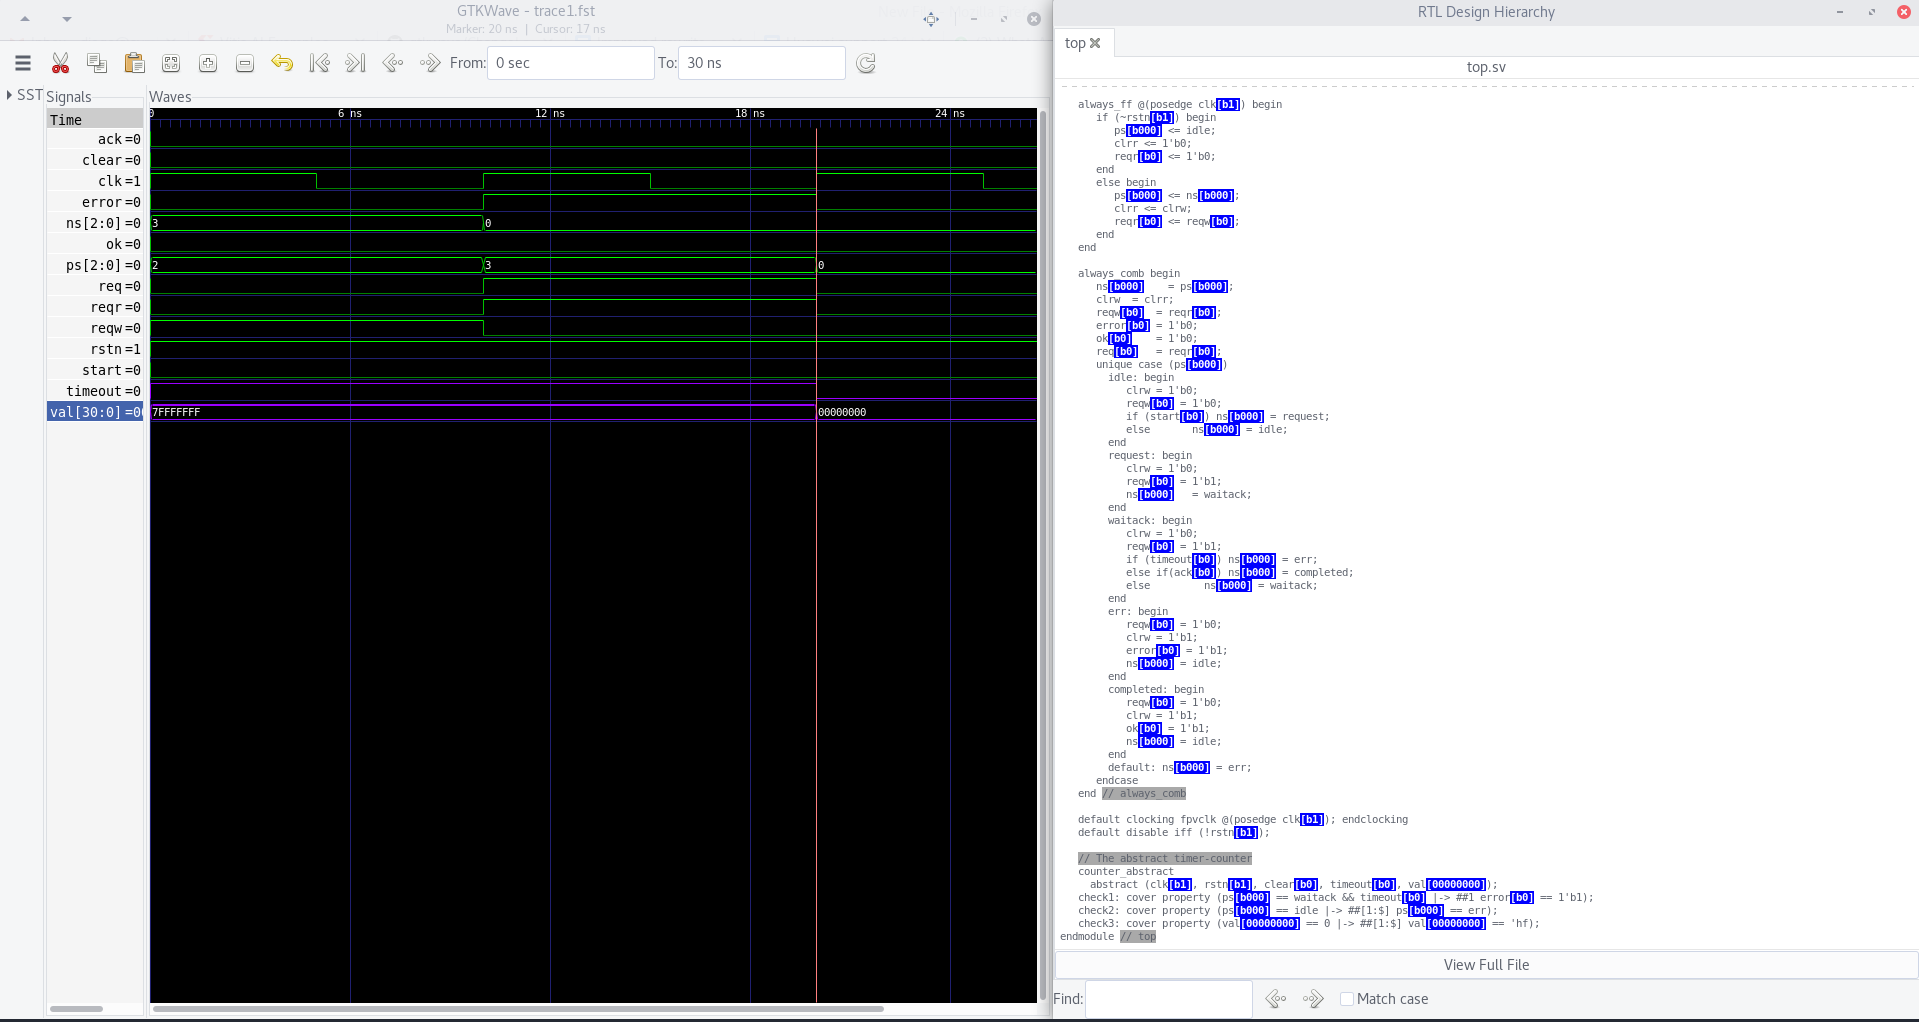 GTKWave - trace1.fst
Marker: 20 ns | Cursor: 17 ns
From: 0 sec To: 30 ns
SST
Signals
Waves
Time
0 6 ns 12 ns 18 ns 24 ns
ack =0
clear =0
clk =1
error =0
ns[2:0] =0 3 0
ok =0
ps[2:0] =0 2 3 0
req =0
reqr =0
reqw =0
rstn =1
start =0
timeout =0
val[30:0] =0 7FFFFFFF 00000000
RTL Design Hierarchy
top
top.sv
always_ff @(posedge clk[b1]) begin
if (~rstn[b1]) begin
ps[b000] <= idle;
clrr <= 1'b0;
reqr[b0] <= 1'b0;
end
else begin
ps[b000] <= ns[b000];
clrr <= clrw;
reqr[b0] <= reqw[b0];
end
end
always_comb begin
ns[b000] = ps[b000];
clrw = clrr;
reqw[b0] = reqr[b0];
error[b0] = 1'b0;
ok[b0] = 1'b0;
req[b0] = reqr[b0];
unique case (ps[b000])
idle: begin
clrw = 1'b0;
reqw[b0] = 1'b0;
if (start[b0]) ns[b000] = request;
else ns[b000] = idle;
end
request: begin
clrw = 1'b0;
reqw[b0] = 1'b1;
ns[b000] = waitack;
end
waitack: begin
clrw = 1'b0;
reqw[b0] = 1'b1;
if (timeout[b0]) ns[b000] = err;
else if(ack[b0]) ns[b000] = completed;
else ns[b000] = waitack;
end
err: begin
reqw[b0] = 1'b0;
clrw = 1'b1;
error[b0] = 1'b1;
ns[b000] = idle;
end
completed: begin
reqw[b0] = 1'b0;
clrw = 1'b1;
ok[b0] = 1'b1;
ns[b000] = idle;
end
default: ns[b000] = err;
endcase
end // always_comb
default clocking fpvclk @(posedge clk[b1]); endclocking
default disable iff (!rstn[b1]);
// The abstract timer-counter
counter_abstract
abstract (clk[b1], rstn[b1], clear[b0], timeout[b0], val[00000000]);
check1: cover property (ps[b000] == waitack && timeout[b0] |-> ##1 error[b0] == 1'b1);
check2: cover property (ps[b000] == idle |-> ##[1:$] ps[b000] == err);
check3: cover property (val[00000000] == 0 |-> ##[1:$] val[00000000] == 'hf);
endmodule // top
View Full File
Find: Match case